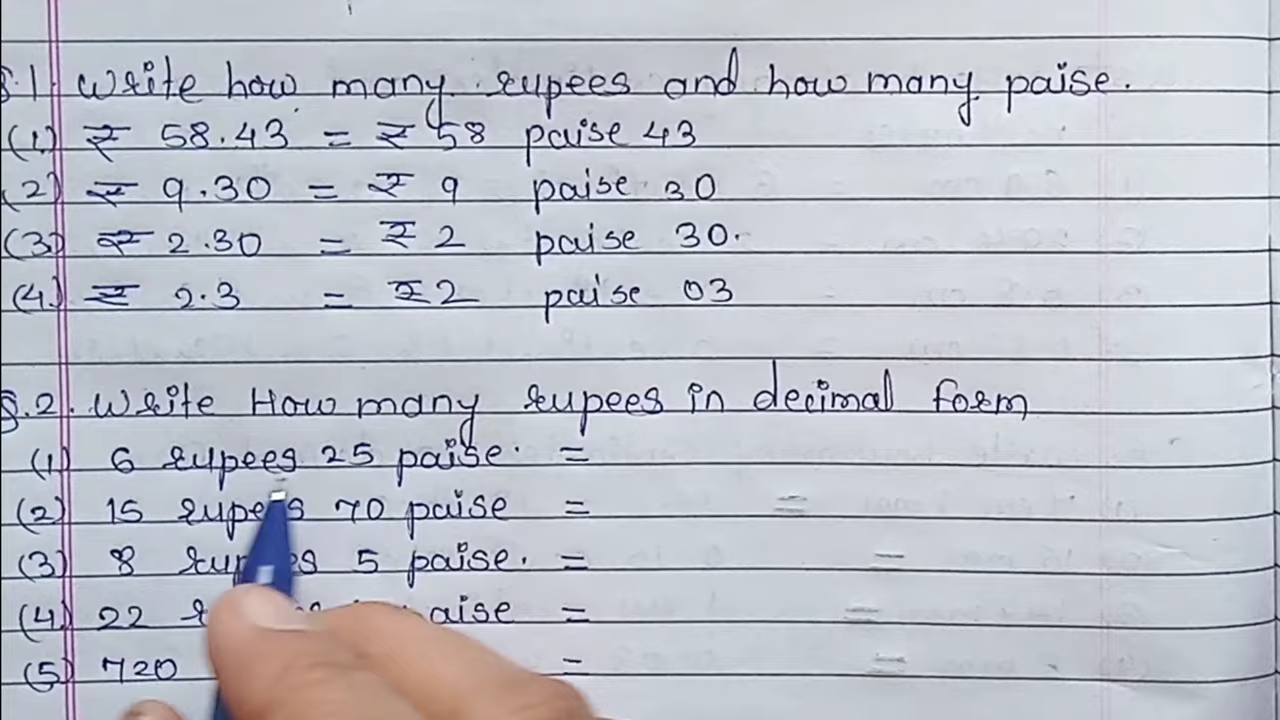 Q.1. Write how many rupees and how many paise.
(1.) ₹ 58.43 = ₹ 58 paise 43
(2) ₹ 9.30 = ₹ 9 paise 30
(3.) ₹ 2.30 = ₹ 2 paise 30.
(4.) ₹ 2.3 = ₹ 2 paise 03
Q.2. Write How many rupees in decimal form
(1) 6 rupees 25 paise. =
(2) 15 rupees 70 paise =
(3) 8 rupees 5 paise. =
(4) 22 =
(5) 720 =